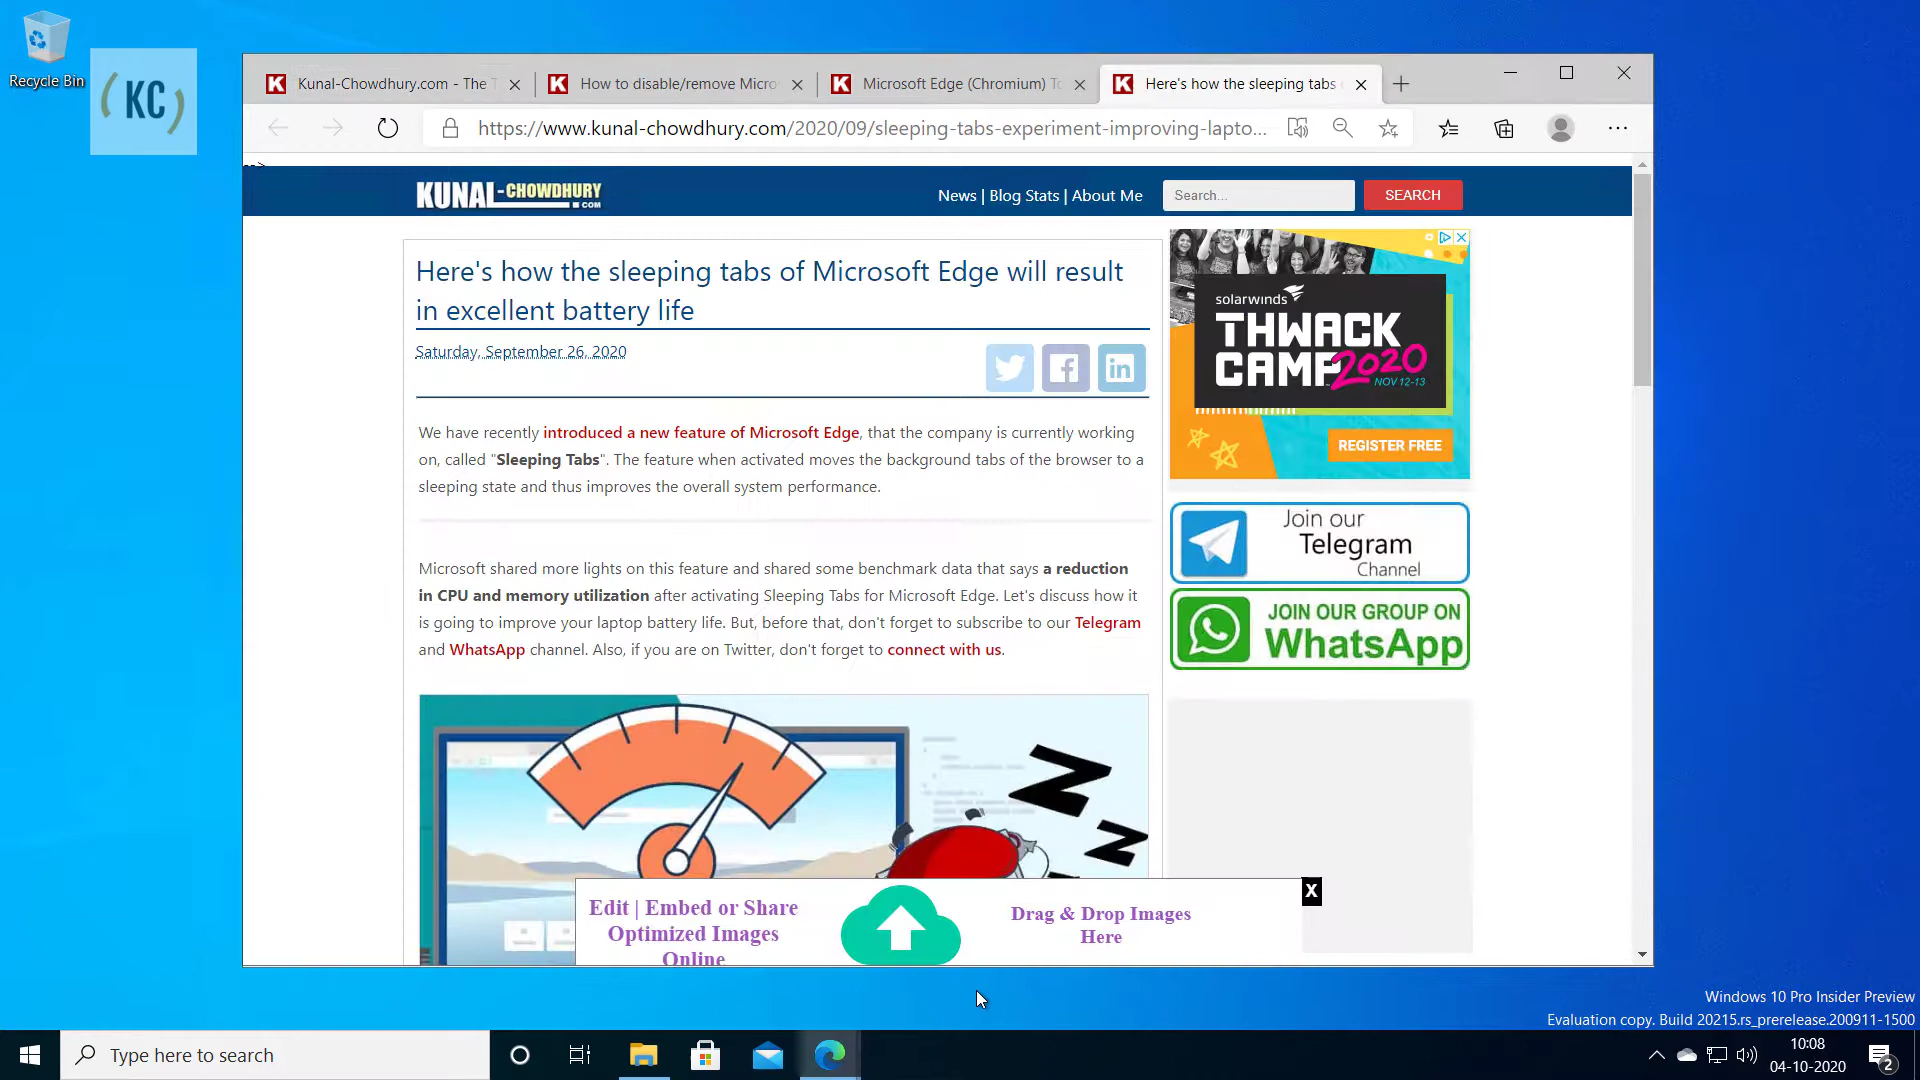 Recycle Bin
(KC)
Kunal-Chowdhury.com - The T
How to disable/remove Micro
Microsoft Edge (Chromium) To
Here's how the sleeping tabs
https://www.kunal-chowdhury.com/2020/09/sleeping-tabs-experiment-improving-lapto...
-->
KUNAL-CHOWDHURY
.COM
News | Blog Stats | About Me
Search...
SEARCH
Here's how the sleeping tabs of Microsoft Edge will result
in excellent battery life
Saturday, September 26, 2020
We have recently introduced a new feature of Microsoft Edge, that the company is currently working
on, called "Sleeping Tabs". The feature when activated moves the background tabs of the browser to a
sleeping state and thus improves the overall system performance.
Microsoft shared more lights on this feature and shared some benchmark data that says a reduction
in CPU and memory utilization after activating Sleeping Tabs for Microsoft Edge. Let's discuss how it
is going to improve your laptop battery life. But, before that, don't forget to subscribe to our Telegram
and WhatsApp channel. Also, if you are on Twitter, don't forget to connect with us.
Z
Z
solarwinds
THWACK
CAMP 2020
NOV 12-13
REGISTER FREE
Join our
Telegram
Channel
JOIN OUR GROUP ON
WhatsApp
X
Edit | Embed or Share
Optimized Images
Online
Drag & Drop Images
Here
Windows 10 Pro Insider Preview
Evaluation copy. Build 20215.rs_prerelease.200911-1500
Type here to search
10:08
04-10-2020
2